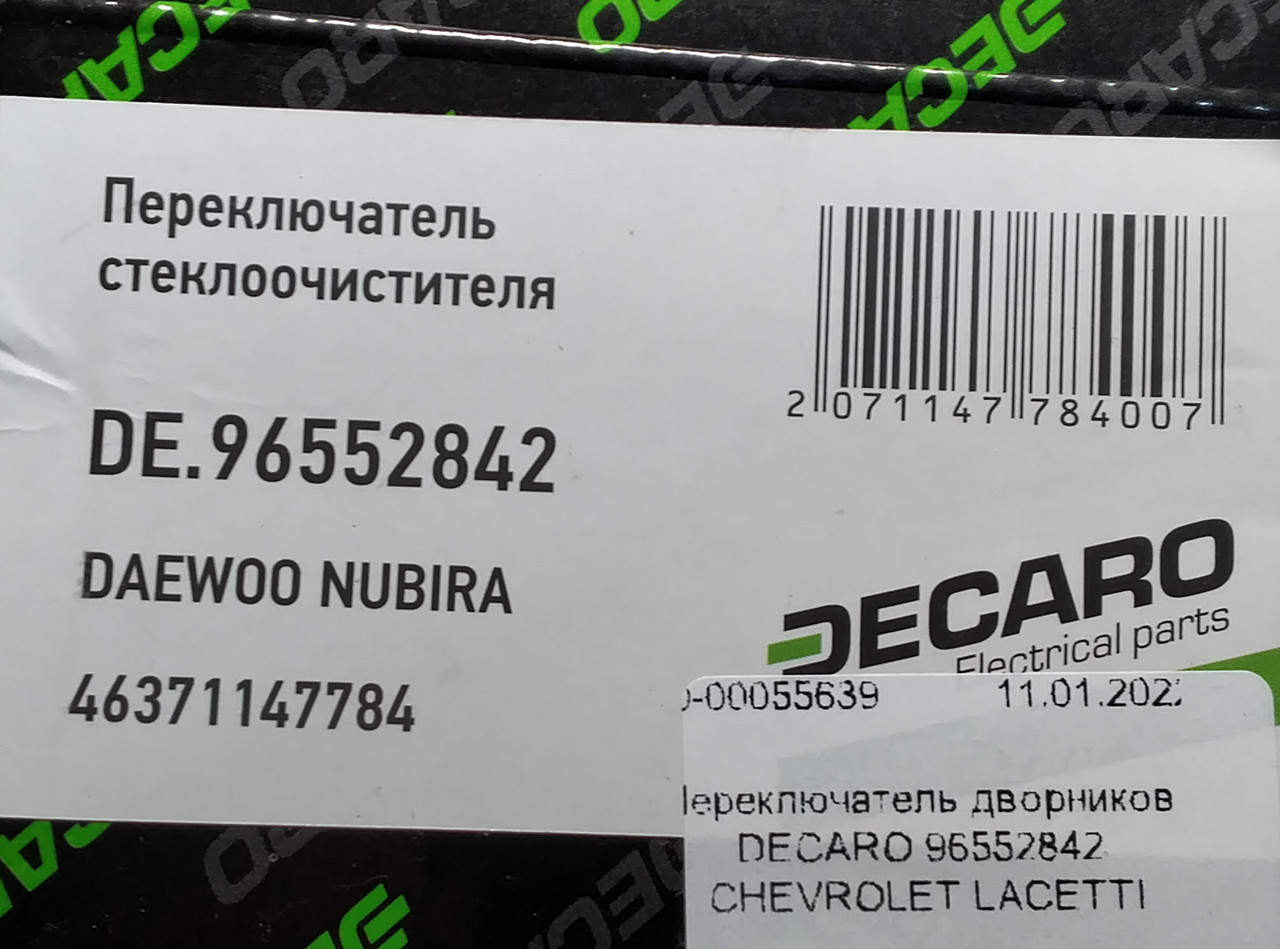 Переключатель
стеклоочистителя
DE.96552842
DAEWOO NUBIRA
46371147784
2 071147 784007
DECARO
Electrical parts
-00055639 11.01.202
Переключатель дворников
DECARO 96552842
CHEVROLET LACETTI